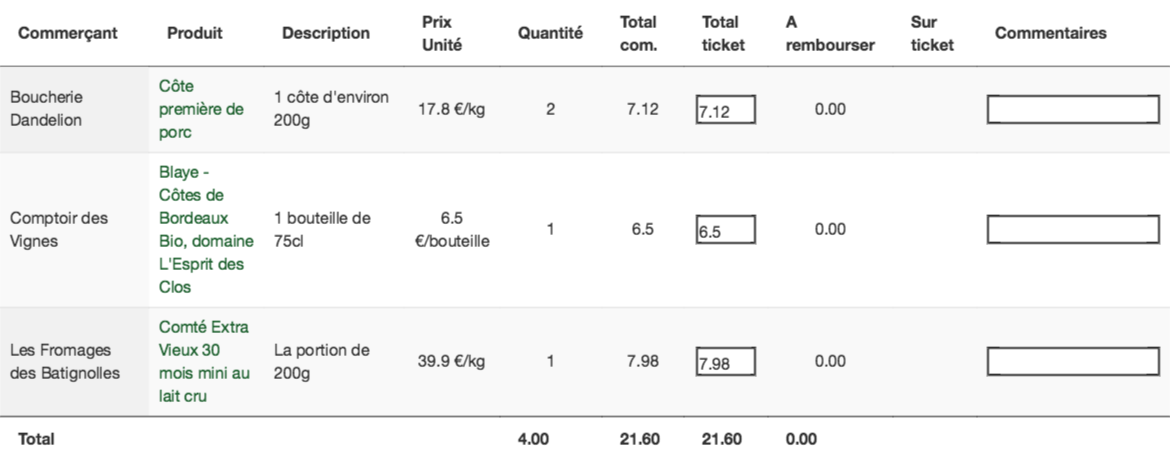 Commerçant Produit Description Prix Unité Quantité Total com. Total ticket A rembourser Sur ticket Commentaires
Boucherie Dandelion
Côte première de porc
1 côte d'environ 200g
17.8 €/kg
2
7.12
7.12
0.00
Comptoir des Vignes
Blaye - Côtes de Bordeaux Bio, domaine L'Esprit des Clos
1 bouteille de 75cl
6.5 €/bouteille
1
6.5
6.5
0.00
Les Fromages des Batignolles
Comté Extra Vieux 30 mois mini au lait cru
La portion de 200g
39.9 €/kg
1
7.98
7.98
0.00
Total 4.00 21.60 21.60 0.00